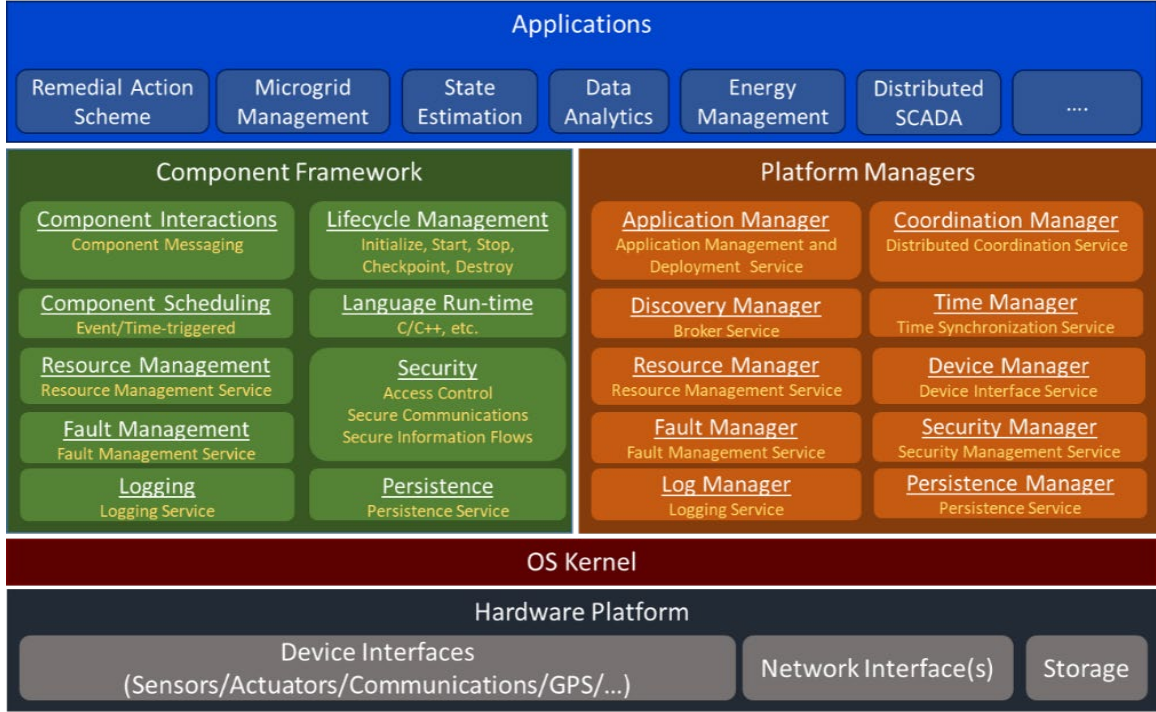 Applications
Remedial Action
Scheme
Microgrid
Management
State
Estimation
Data
Analytics
Energy
Management
Distributed
SCADA
....
Component Framework
Component Interactions
Component Messaging
Lifecycle Management
Initialize, Start, Stop,
Checkpoint, Destroy
Component Scheduling
Event/Time-triggered
Language Run-time
C/C++, etc.
Resource Management
Resource Management Service
Security
Access Control
Secure Communications
Secure Information Flows
Fault Management
Fault Management Service
Logging
Logging Service
Persistence
Persistence Service
Platform Managers
Application Manager
Application Management and
Deployment Service
Coordination Manager
Distributed Coordination Service
Discovery Manager
Broker Service
Time Manager
Time Synchronization Service
Resource Manager
Resource Management Service
Device Manager
Device Interface Service
Fault Manager
Fault Management Service
Security Manager
Security Management Service
Log Manager
Logging Service
Persistence Manager
Persistence Service
OS Kernel
Hardware Platform
Device Interfaces
(Sensors/Actuators/Communications/GPS/...)
Network Interface(s)
Storage